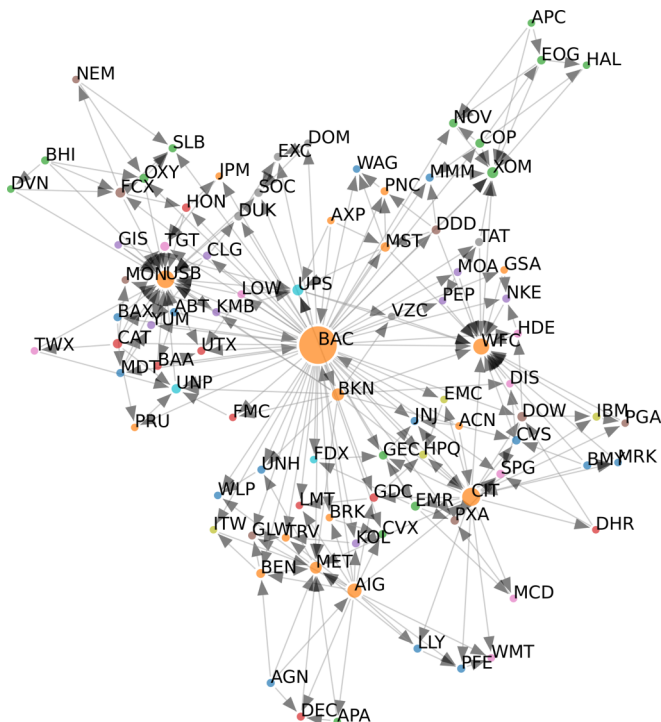 APC
EOG
HAL
NEM
NOV
COP
DOM
SLB
EXC
BHI
WAG
XOM
OXY
JPM
MMM
DVN
FCX
SOC
PNC
HON
DUK
AXP
DDD
GIS
TGT
CLG
MST
TAT
MON
USB
LOW
UPS
MOA
GSA
PEP
NKE
BAX
ABT
KMB
VZC
YUM
HDE
TWX
CAT
UTX
BAC
WFC
MDT
BAA
UNP
BKN
DIS
EMC
PRU
FMC
JNJ
ACN
DOW
IBM
PGA
CVS
UNH
FDX
GEC
HPQ
BMX
MRK
SPG
WLP
LMT
GDC
EMR
CIT
ITW
GLW
TRV
BRK
PXA
KOL
CVX
DHR
BEN
MET
AIG
MCD
LLY
WMT
PFE
AGN
DEC
APA